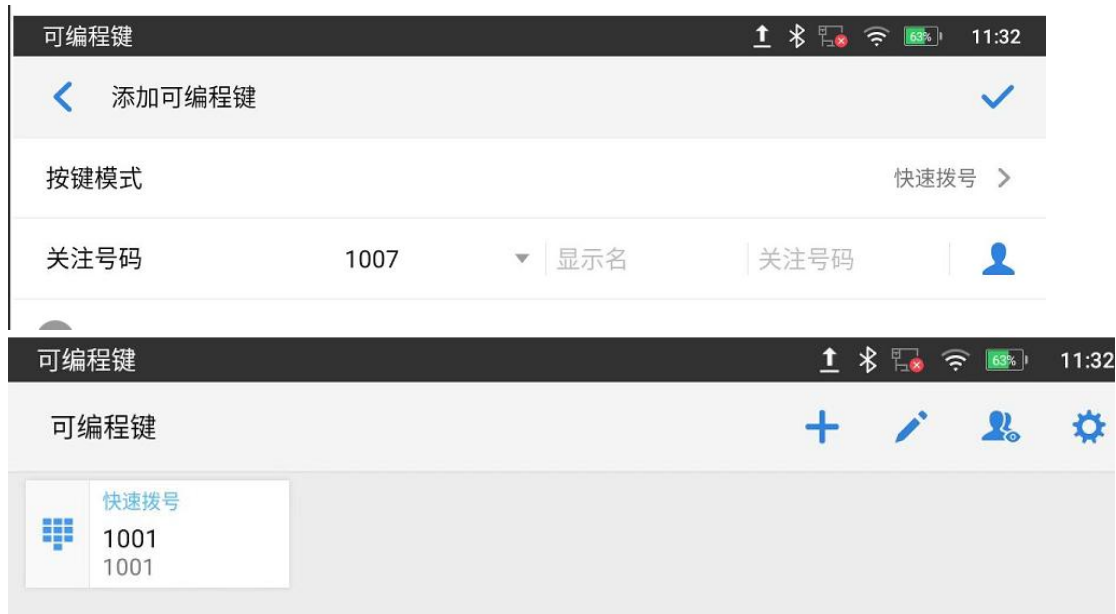 可编程键 63% 11:32
添加可编程键
按键模式 快速拨号
关注号码 1007 显示名 关注号码
可编程键 63% 11:32
可编程键
快速拨号
1001
1001